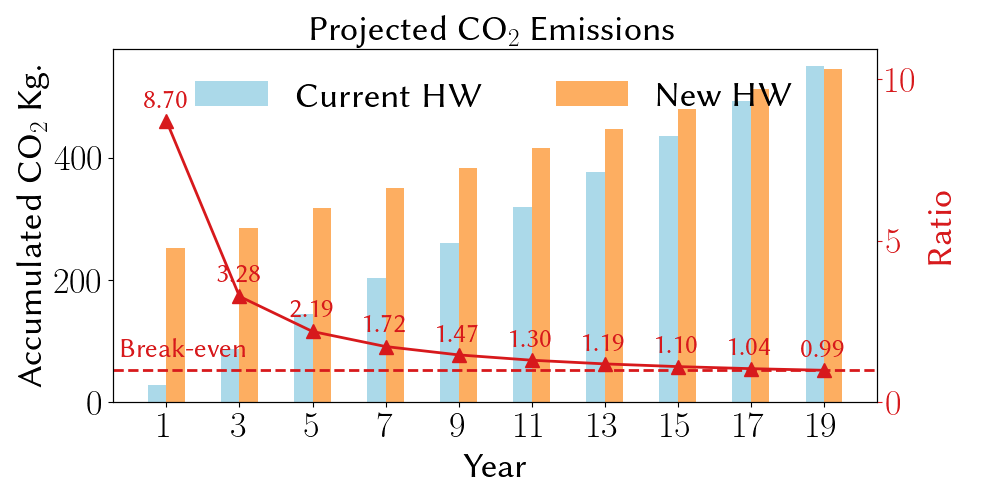 Projected CO₂ Emissions
Current HW
New HW
Accumulated CO₂ Kg.
400
200
0
10
5
0
Ratio
8.70
3.28
2.19
1.72
1.47
1.30
1.19
1.10
1.04
0.99
Break-even
1 3 5 7 9 11 13 15 17 19
Year